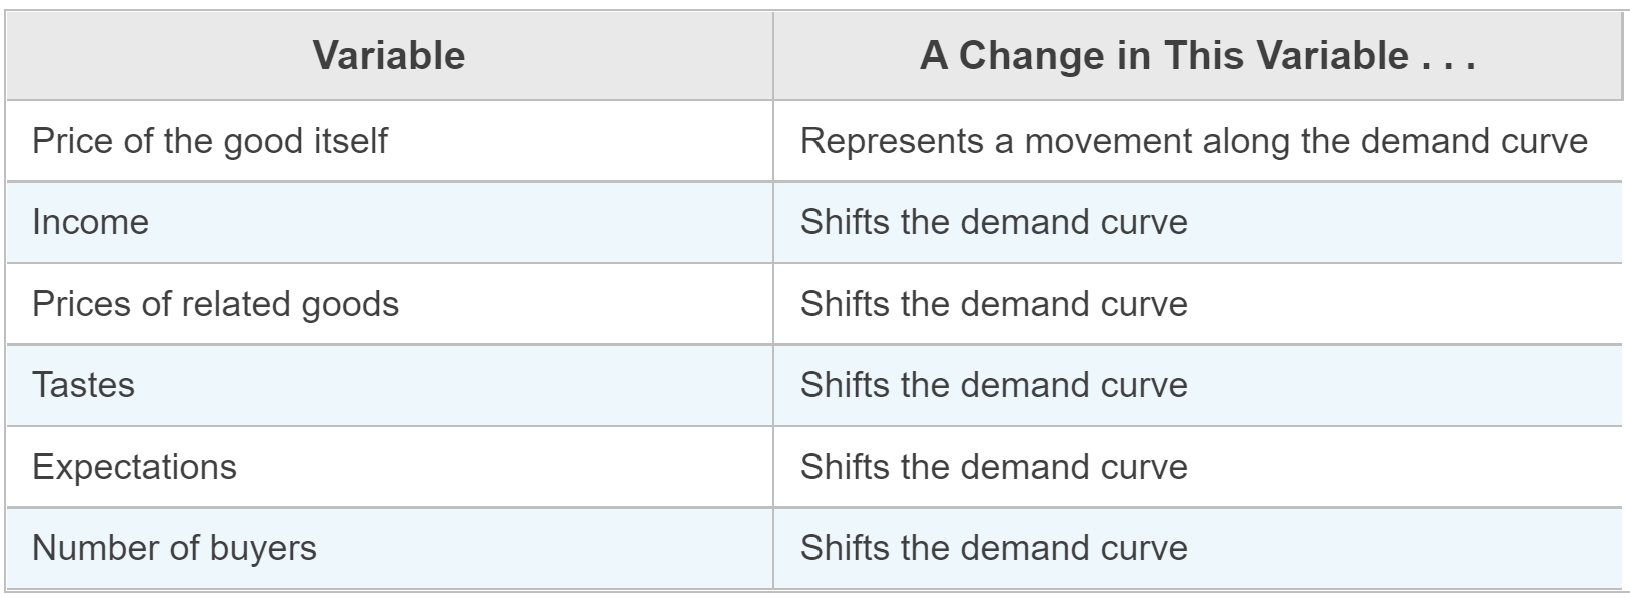 Variable A Change in This Variable . . .
Price of the good itself Represents a movement along the demand curve
Income Shifts the demand curve
Prices of related goods Shifts the demand curve
Tastes Shifts the demand curve
Expectations Shifts the demand curve
Number of buyers Shifts the demand curve